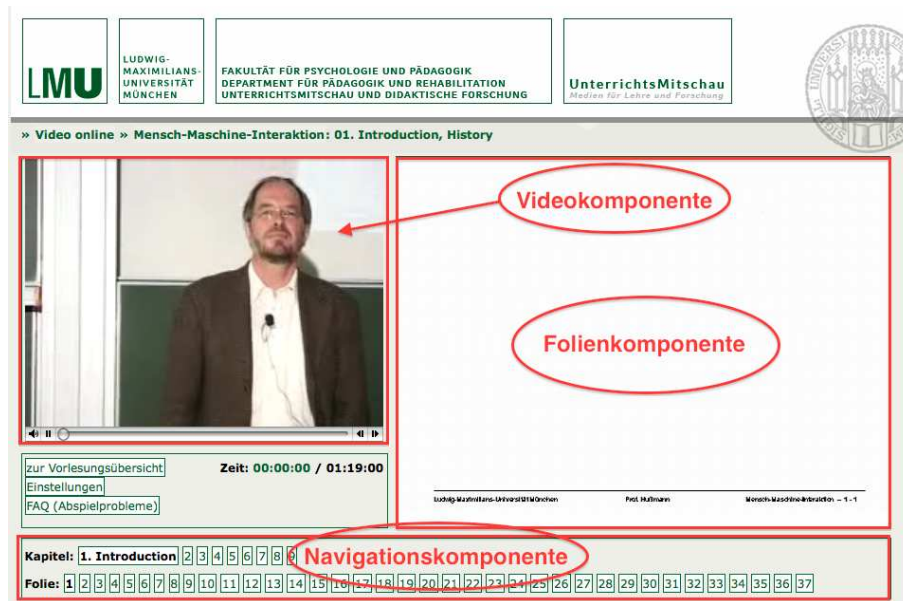 LMU
LUDWIG-
MAXIMILIANS-
UNIVERSITÄT
MÜNCHEN
FAKULTÄT FÜR PSYCHOLOGIE UND PÄDAGOGIK
DEPARTMENT FÜR PÄDAGOGIK UND REHABILITATION
UNTERRICHTSMITSCHAU UND DIDAKTISCHE FORSCHUNG
UnterrichtsMitschau
Medien für Lehre und Forschung
» Video online » Mensch-Maschine-Interaktion: 01. Introduction, History
Videokomponente
Folienkomponente
zur Vorlesungsübersicht
Zeit: 00:00:00 / 01:19:00
Einstellungen
FAQ (Abspielprobleme)
Ludwig-Maximilians-Universität München Prof. Hußmann Mensch-Maschine-Interaktion – 1 - 1
Kapitel: 1. Introduction 2 3 4 5 6 7 8 9
Navigationskomponente
Folie: 1 2 3 4 5 6 7 8 9 10 11 12 13 14 15 16 17 18 19 20 21 22 23 24 25 26 27 28 29 30 31 32 33 34 35 36 37